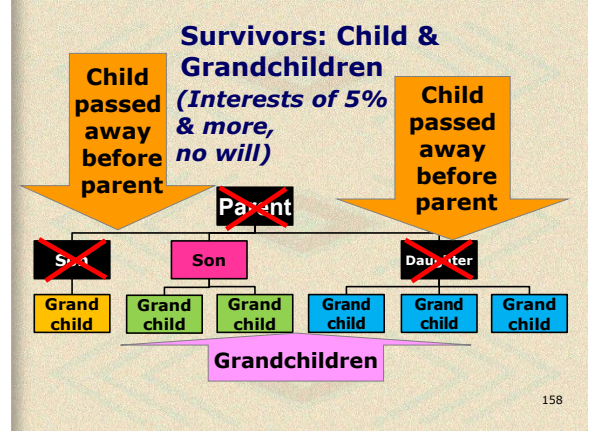 Survivors: Child &
Grandchildren
(Interests of 5%
& more,
no will)
Child
passed
away
before
parent
Child
passed
away
before
parent
Parent
Son
Son
Daughter
Grand
child
Grand
child
Grand
child
Grand
child
Grand
child
Grand
child
Grandchildren
158